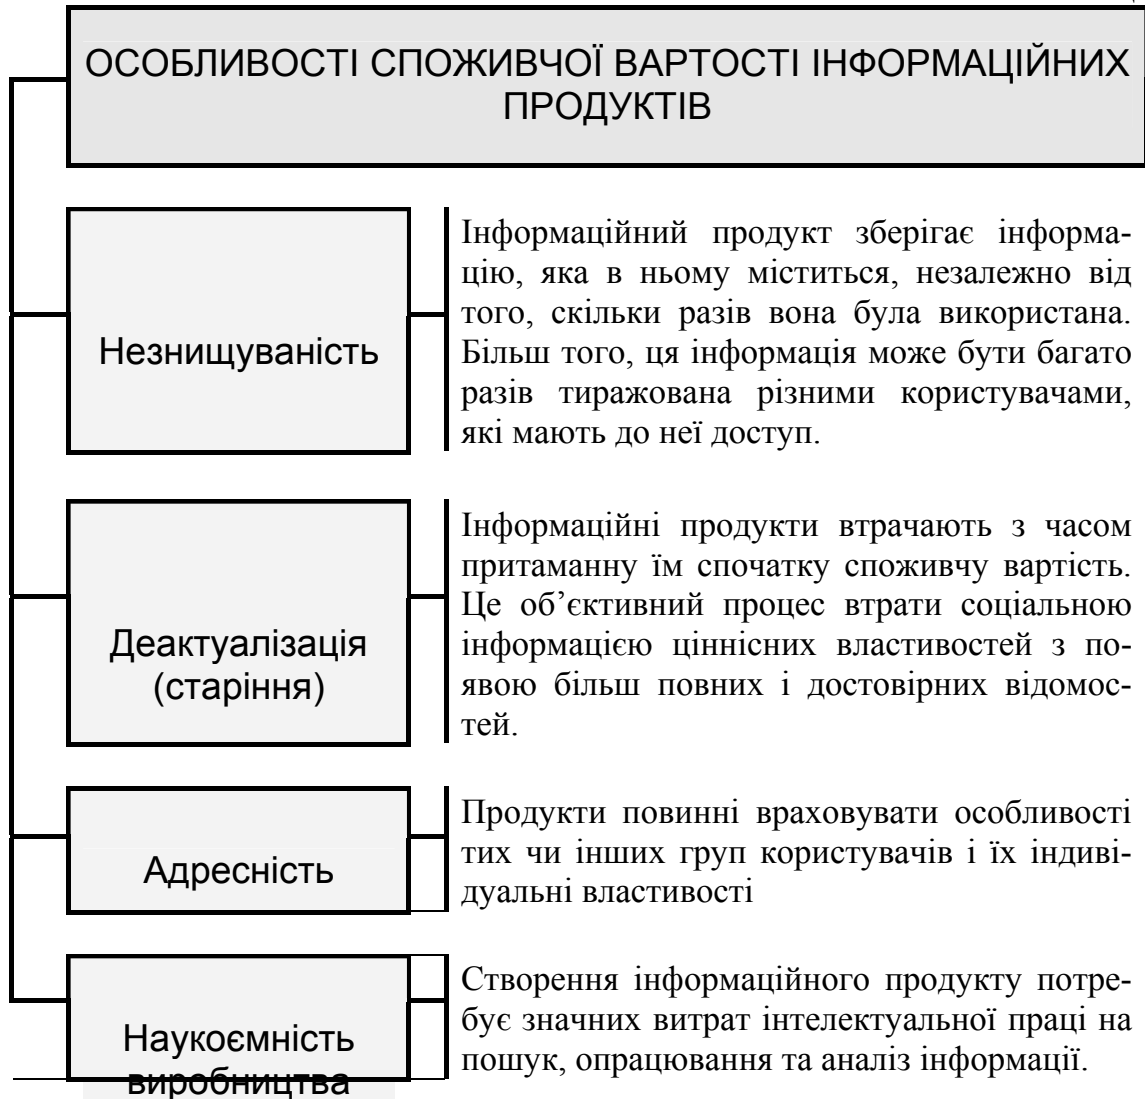 ОСОБЛИВОСТІ СПОЖИВЧОЇ ВАРТОСТІ ІНФОРМАЦІЙНИХ
ПРОДУКТІВ
Незнищуваність
Інформаційний продукт зберігає інформа-
цію, яка в ньому міститься, незалежно від
того, скільки разів вона була використана.
Більш того, ця інформація може бути багато
разів тиражована різними користувачами,
які мають до неї доступ.
Деактуалізація
(старіння)
Інформаційні продукти втрачають з часом
притаманну їм спочатку споживчу вартість.
Це об’єктивний процес втрати соціальною
інформацією ціннісних властивостей з по-
явою більш повних і достовірних відомос-
тей.
Адресність
Продукти повинні враховувати особливості
тих чи інших груп користувачів і їх індиві-
дуальні властивості
Наукоємність
виробництва
Створення інформаційного продукту потре-
бує значних витрат інтелектуальної праці на
пошук, опрацювання та аналіз інформації.